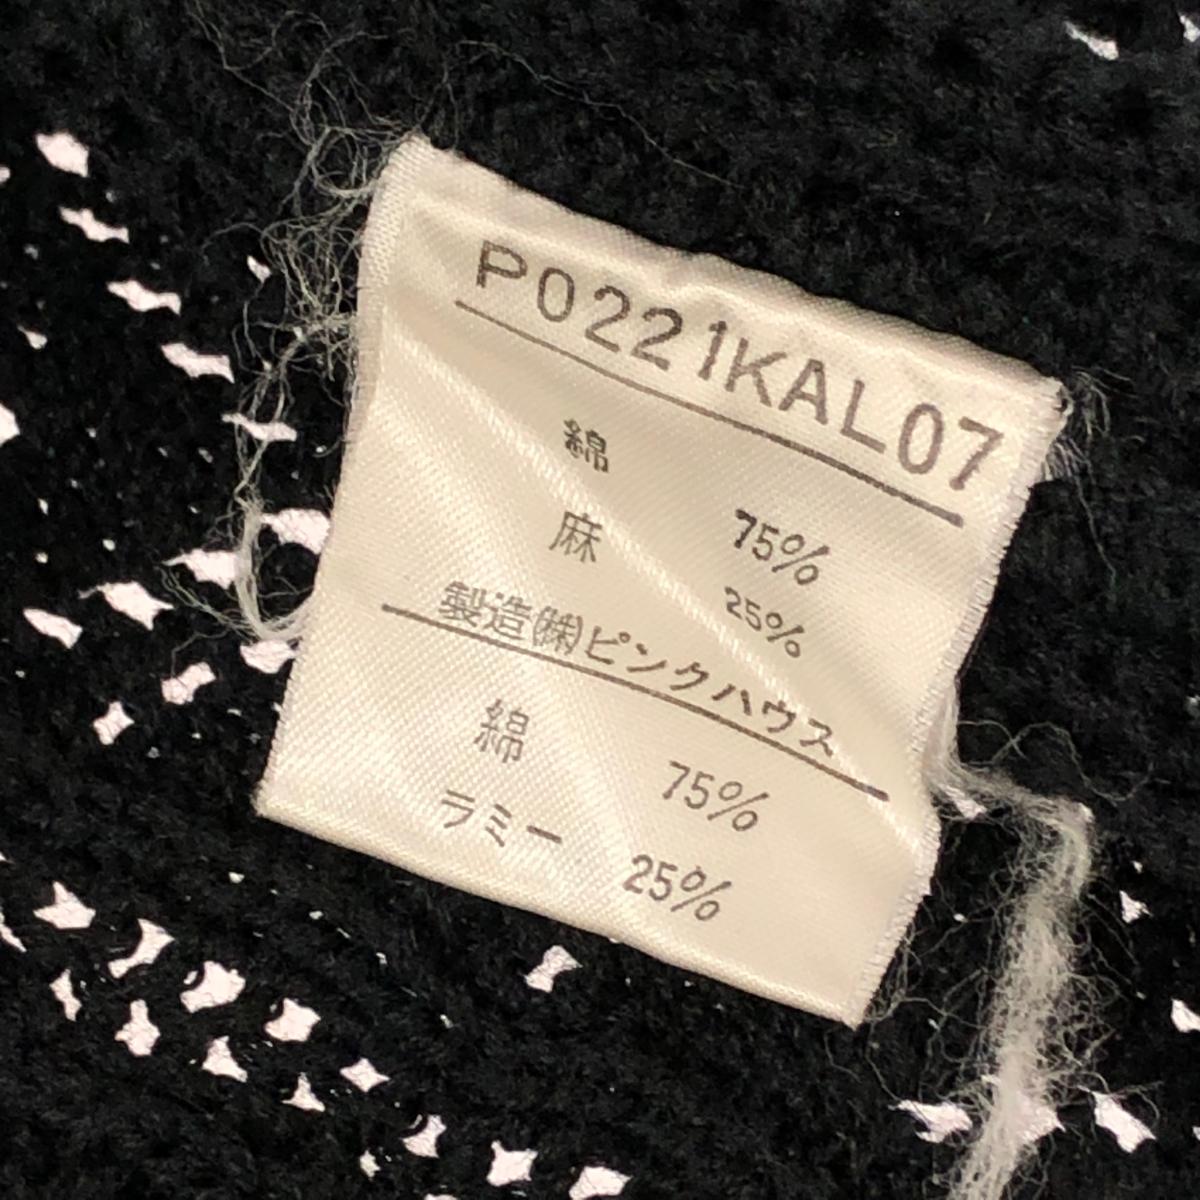 P0221KAL07
綿 75%
麻 25%
製造㈱ピンクハウス
綿 75%
ラミー 25%